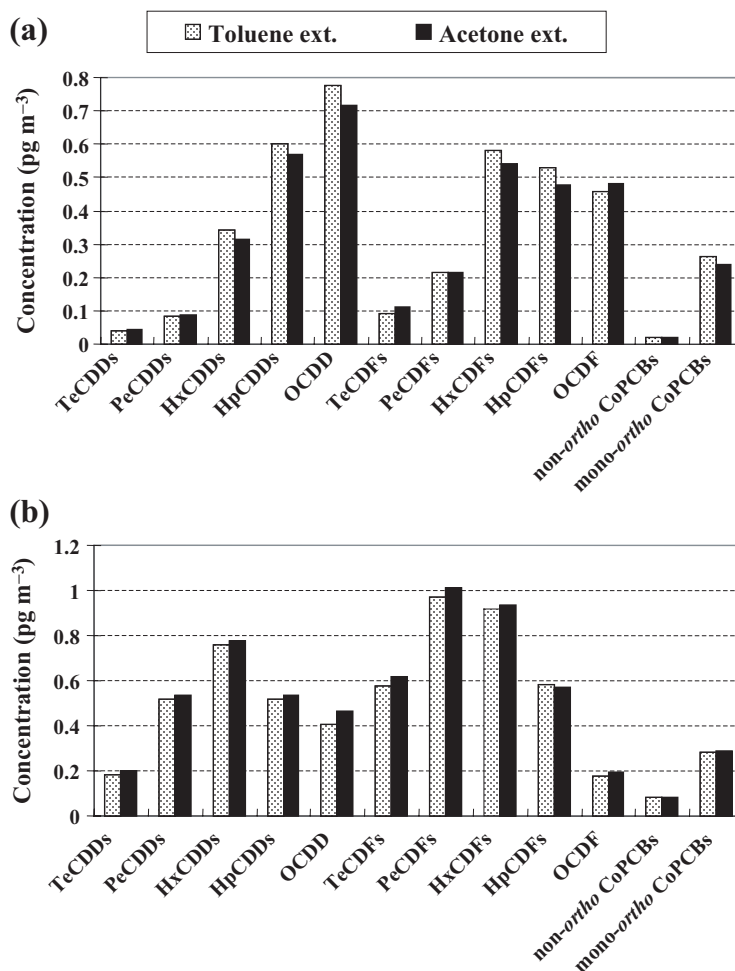 (a)
Toluene ext. Acetone ext.
Concentration (pg m⁻³)
0.8
0.7
0.6
0.5
0.4
0.3
0.2
0.1
0
TeCDDs PeCDDs HxCDDs HpCDDs OCDD TeCDFs PeCDFs HxCDFs HpCDFs OCDF non-ortho CoPCBs mono-ortho CoPCBs
(b)
Concentration (pg m⁻³)
1.2
1
0.8
0.6
0.4
0.2
0
TeCDDs PeCDDs HxCDDs HpCDDs OCDD TeCDFs PeCDFs HxCDFs HpCDFs OCDF non-ortho CoPCBs mono-ortho CoPCBs